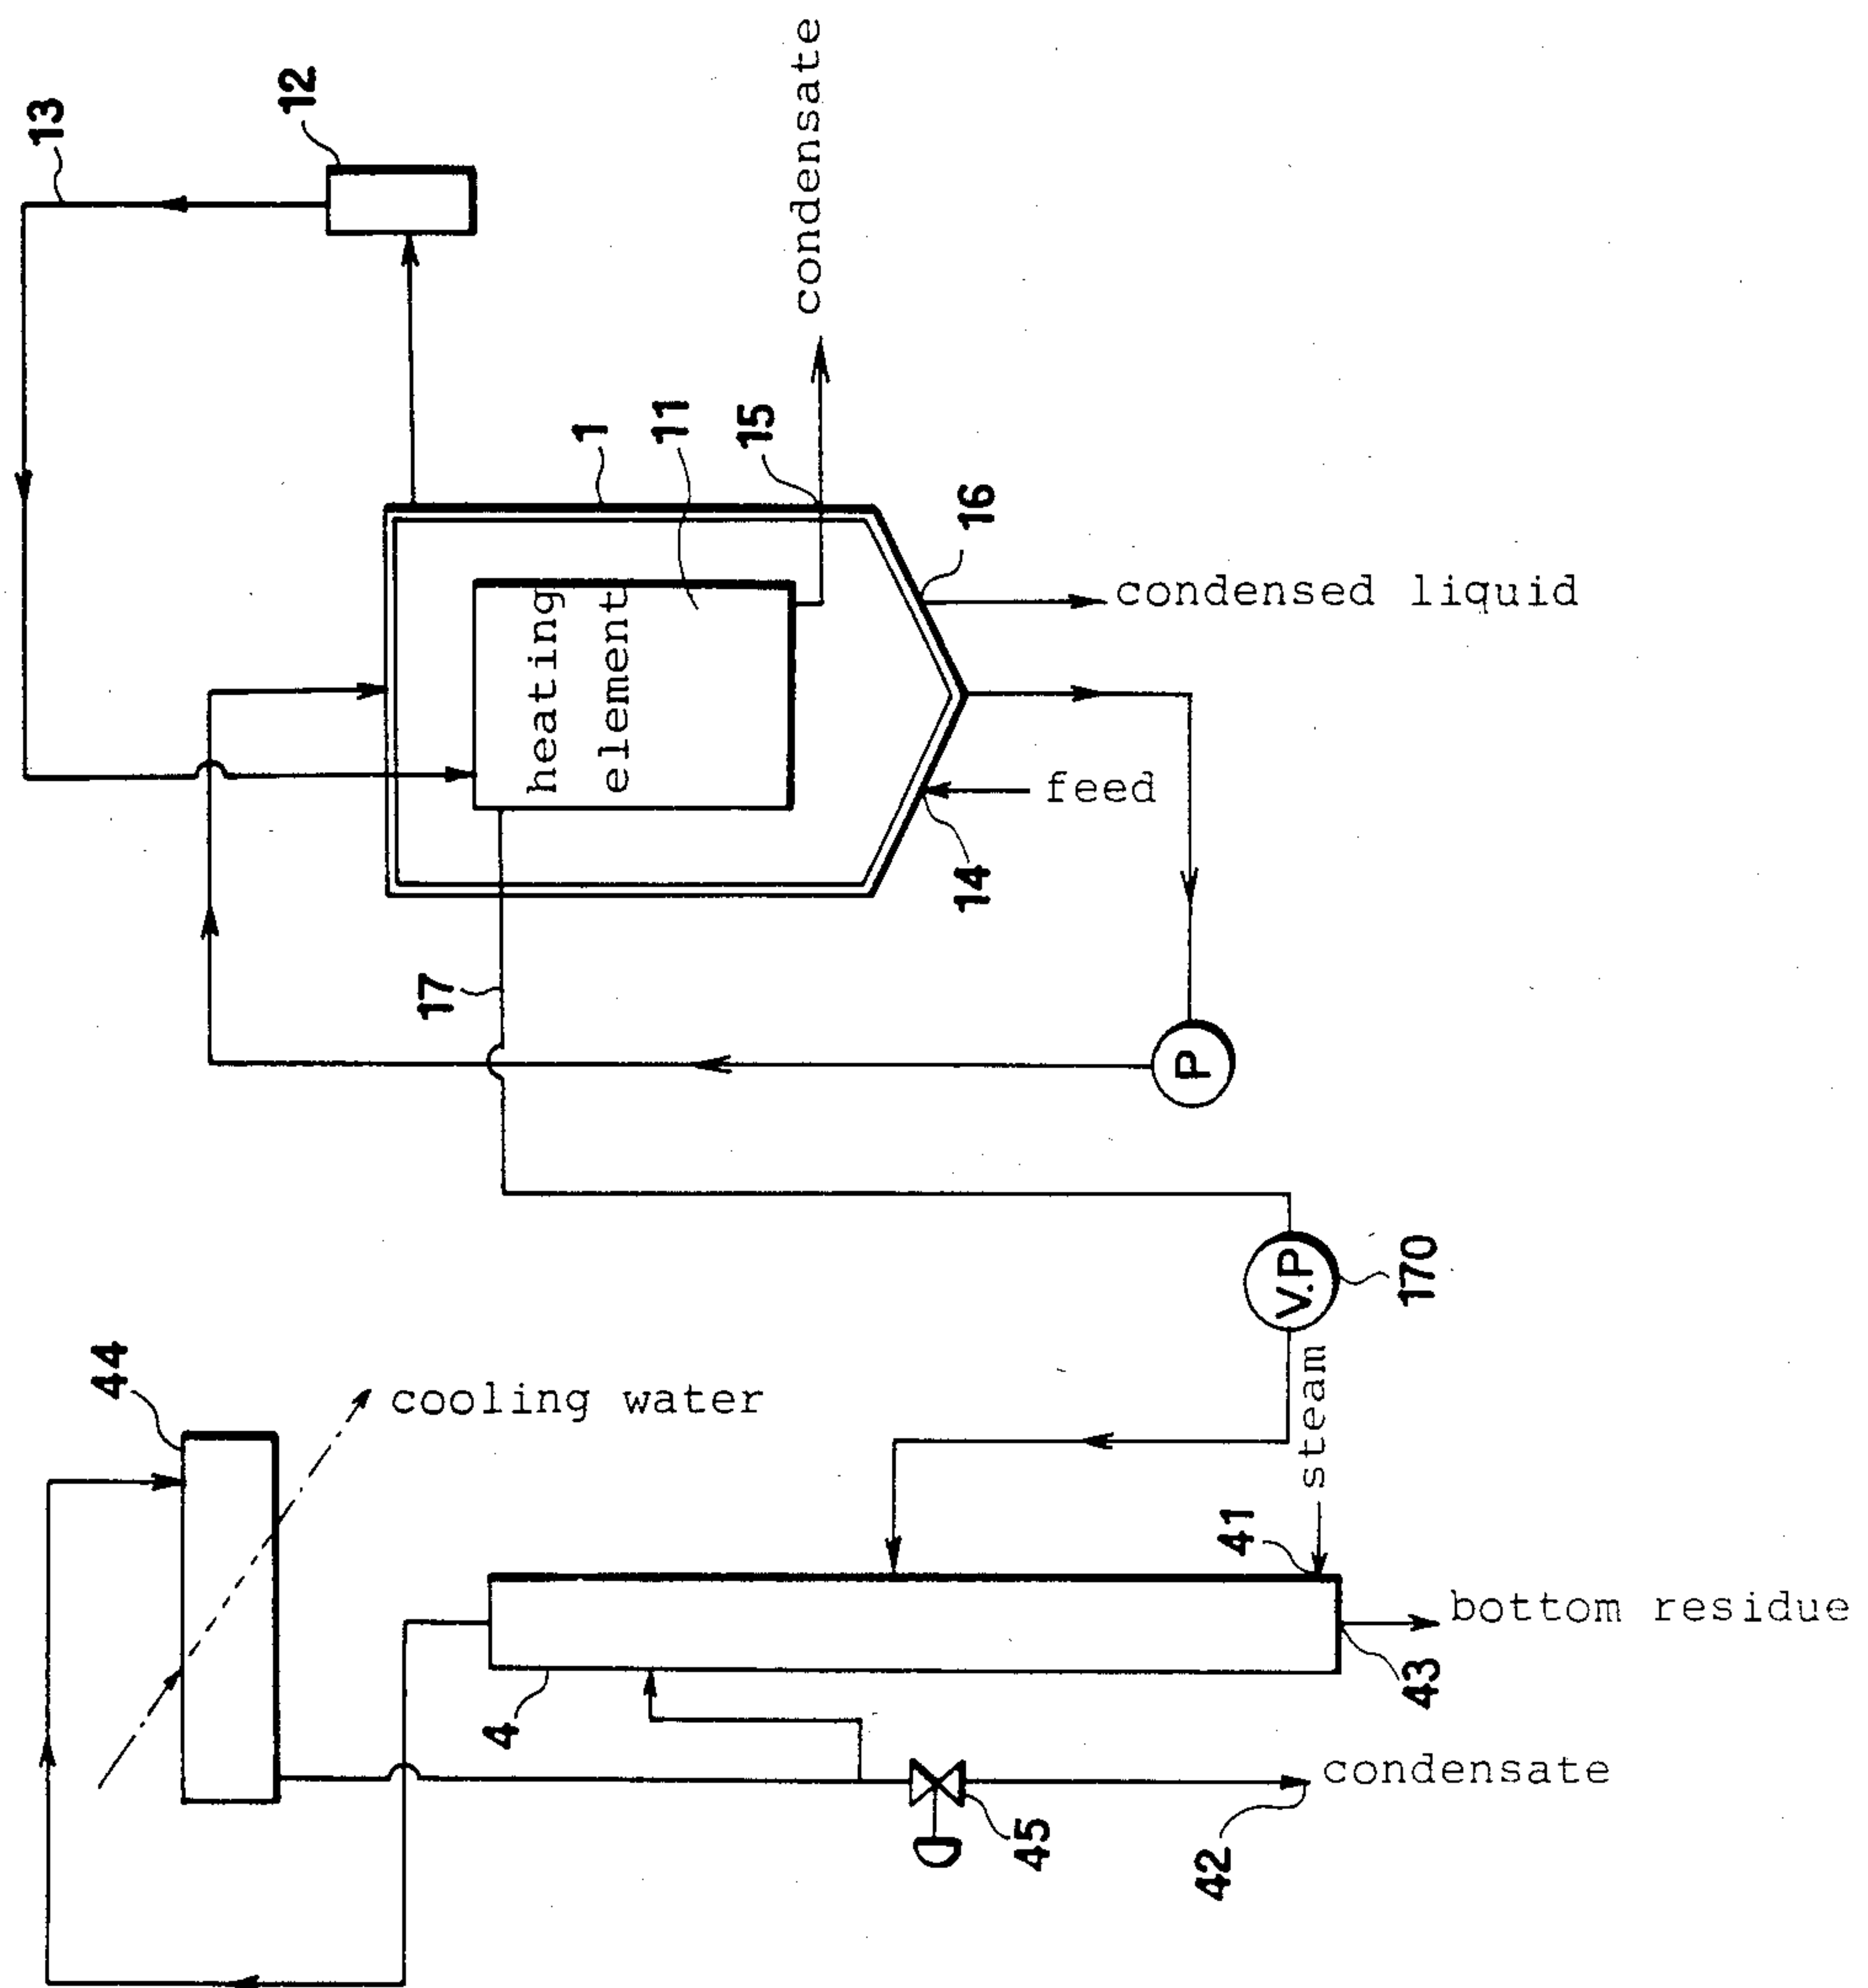 13
12
condensate
1
11
15
16
condensed liquid
heating
element
feed
14
17
P
V.P
170
44
cooling water
steam
41
bottom residue
43
4
condensate
45
42